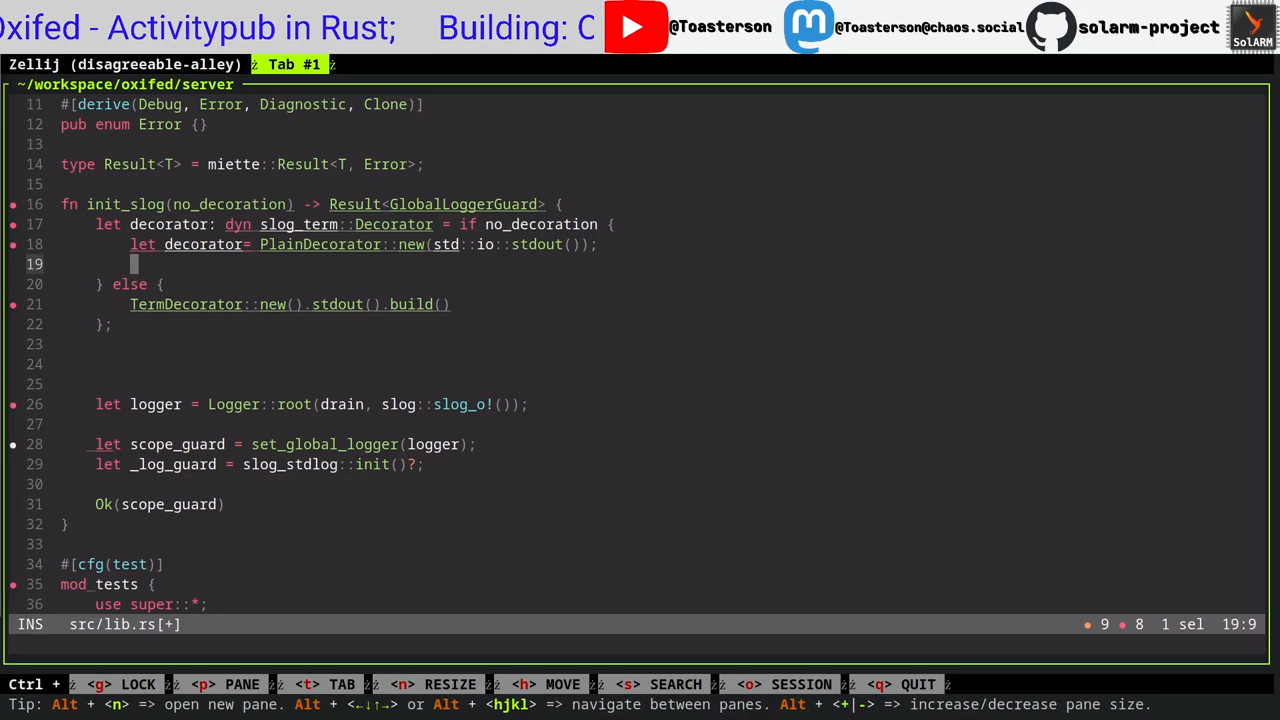 Oxifed - Activitypub in Rust; Building: C
@Toasterson @Toasterson@chaos.social solarm-project SolARM
Zellij (disagreeable-alley) Tab #1
~/workspace/oxifed/server
11 #[derive(Debug, Error, Diagnostic, Clone)]
12 pub enum Error {}
13
14 type Result<T> = miette::Result<T, Error>;
15
16 fn init_slog(no_decoration) -> Result<GlobalLoggerGuard> {
17 let decorator: dyn slog_term::Decorator = if no_decoration {
18 let decorator= PlainDecorator::new(std::io::stdout());
19
20 } else {
21 TermDecorator::new().stdout().build()
22 };
23
24
25
26 let logger = Logger::root(drain, slog::slog_o!());
27
28 let scope_guard = set_global_logger(logger);
29 let _log_guard = slog_stdlog::init()?;
30
31 Ok(scope_guard)
32 }
33
34 #[cfg(test)]
35 mod tests {
36 use super::*;
INS src/lib.rs[+] 9 8 1 sel 19:9
Ctrl + <g> LOCK <p> PANE <t> TAB <n> RESIZE <h> MOVE <s> SEARCH <o> SESSION <q> QUIT
Tip: Alt + <n> => open new pane. Alt + <←↓↑→> or Alt + <hjkl> => navigate between panes. Alt + <+|-> => increase/decrease pane size.